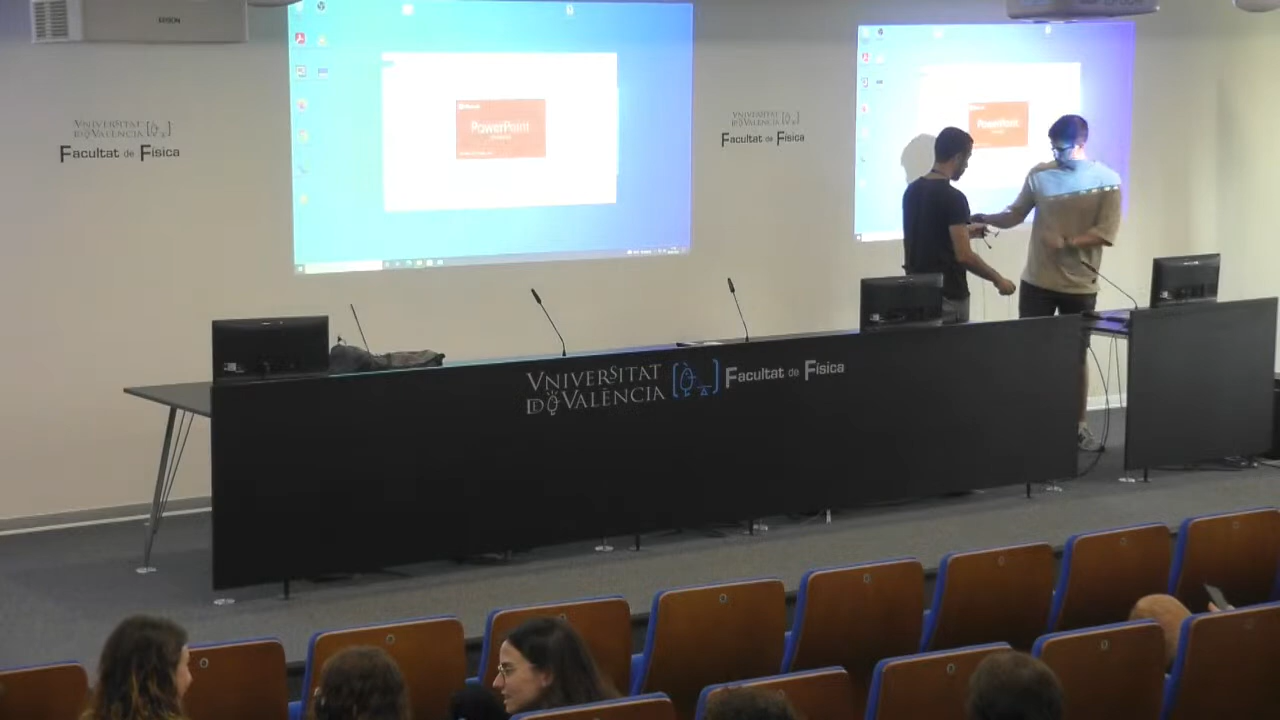 EPSON
VNIVERSITAT
DE VALÈNCIA
Facultat de Física
PowerPoint
VNIVERSITAT
DE VALÈNCIA
Facultat de Física
PowerPoint
VNIVERSITAT
DE VALÈNCIA
Facultat de Física